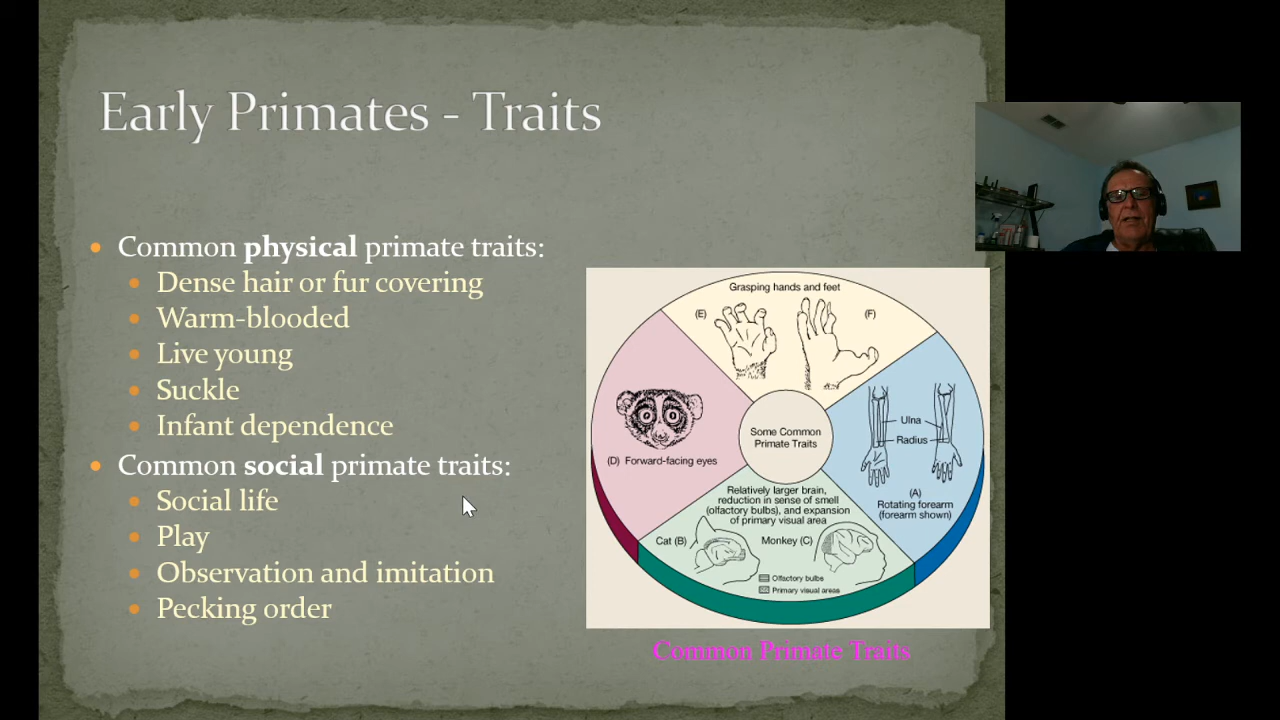 Early Primates - Traits
Common physical primate traits:
Dense hair or fur covering
Warm-blooded
Live young
Suckle
Infant dependence
Common social primate traits:
Social life
Play
Observation and imitation
Pecking order
Grasping hands and feet
(E)
(F)
(D) Forward-facing eyes
Some Common
Primate Traits
Ulna
Radius
(A)
Rotating forearm
(forearm shown)
Relatively larger brain,
reduction in sense of smell
(olfactory bulbs), and expansion
of primary visual area
Cat (B)
Monkey (C)
Olfactory bulbs
Primary visual areas
Common Primate Traits